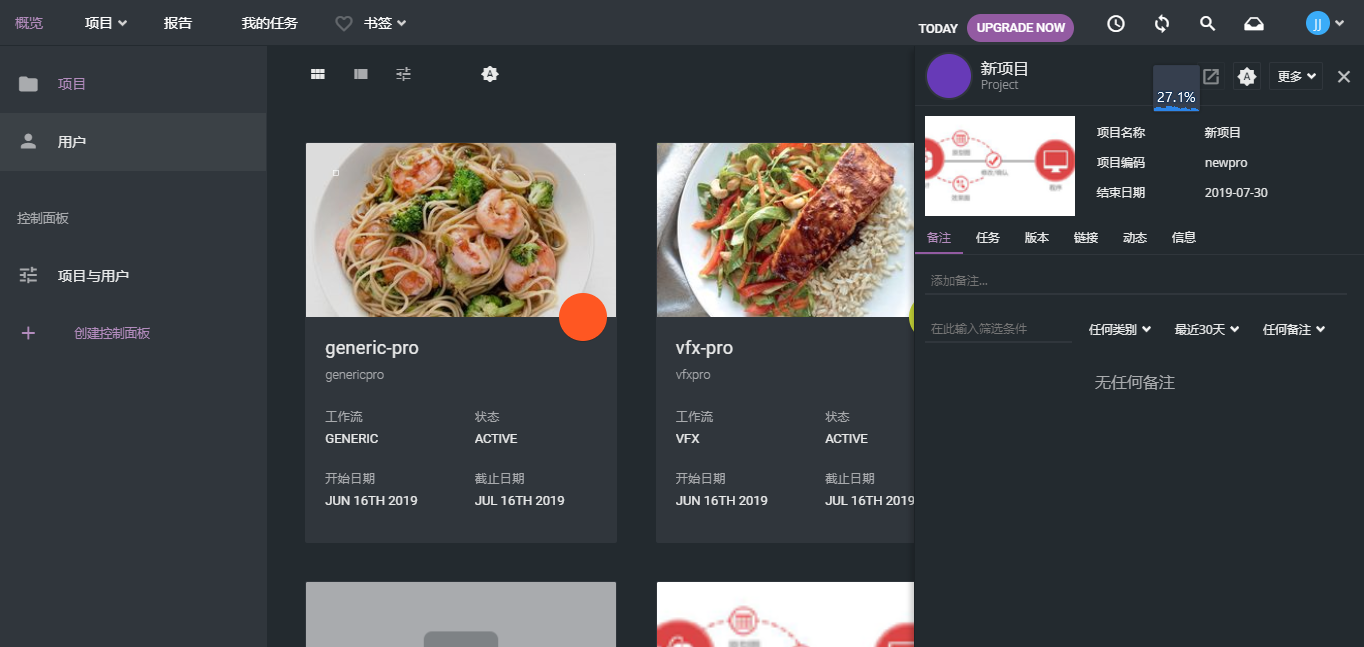 概览
项目
报告
我的任务
书签
TODAY
UPGRADE NOW
JJ
项目
用户
控制面板
项目与用户
创建控制面板
A
generic-pro
genericpro
工作流
状态
GENERIC
ACTIVE
开始日期
截止日期
JUN 16TH 2019
JUL 16TH 2019
vfx-pro
vfxpro
工作流
状态
VFX
ACTIVE
开始日期
截止日期
JUN 16TH 2019
JUL 16TH 2019
新项目
Project
27.1%
A
更多
项目名称
新项目
项目编码
newpro
结束日期
2019-07-30
备注
任务
版本
链接
动态
信息
添加备注...
在此输入筛选条件
任何类别
最近30天
任何备注
无任何备注